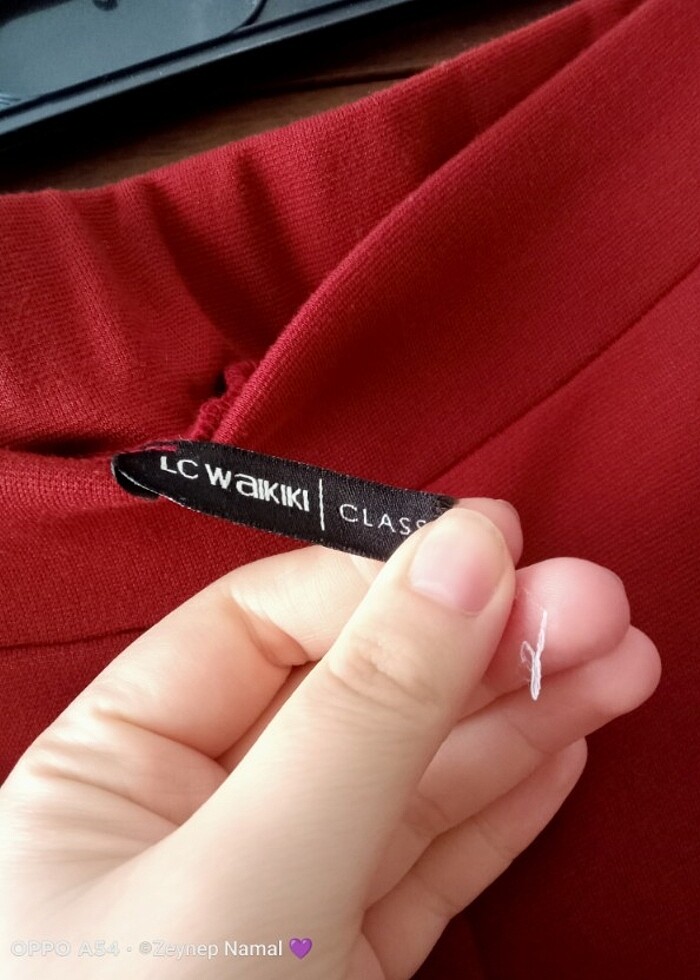 LC WAIKIKI | CLASS
OPPO A54 · ©Zeynep Namal 💜